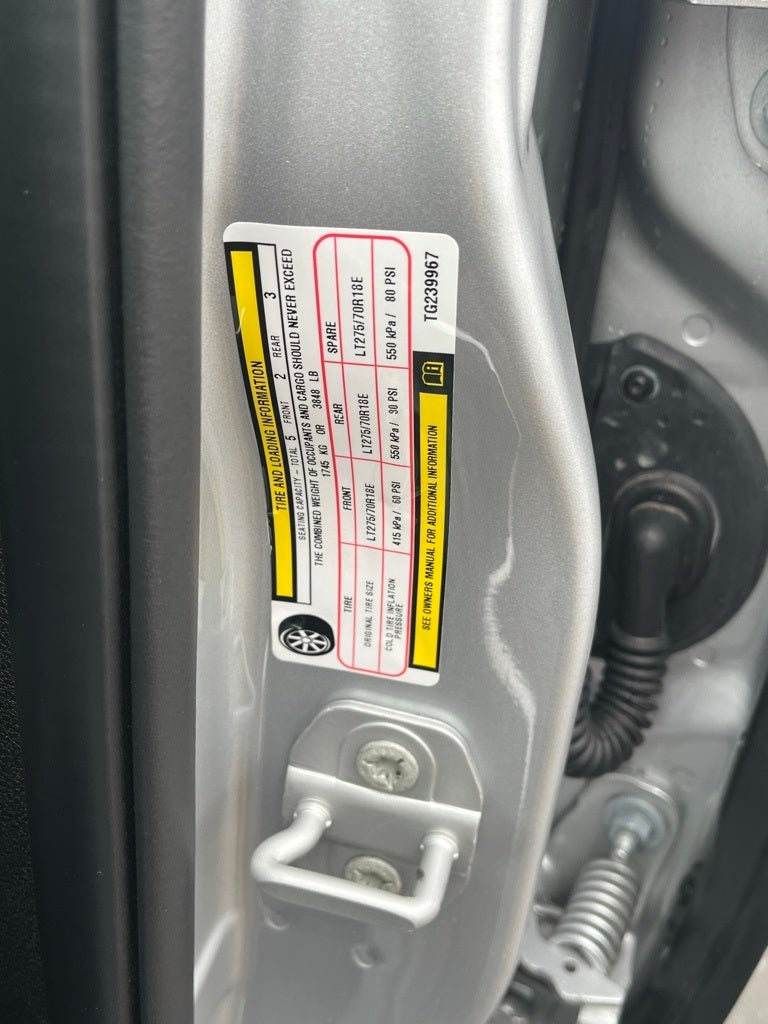 TIRE AND LOADING INFORMATION
SEATING CAPACITY - TOTAL 5 FRONT 2 REAR 3
THE COMBINED WEIGHT OF OCCUPANTS AND CARGO SHOULD NEVER EXCEED
1745 KG OR 3848 LB
TIRE FRONT REAR SPARE
ORIGINAL TIRE SIZE LT275/70R18E LT275/70R18E LT275/70R18E
COLD TIRE INFLATION PRESSURE 415 kPa / 60 PSI 550 kPa / 80 PSI 550 kPa / 80 PSI
SEE OWNERS MANUAL FOR ADDITIONAL INFORMATION
TG239967